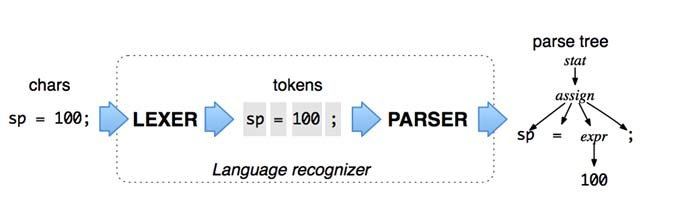 chars
sp = 100;
LEXER
tokens
sp = 100 ;
PARSER
Language recognizer
parse tree
stat
assign
sp = expr ;
100